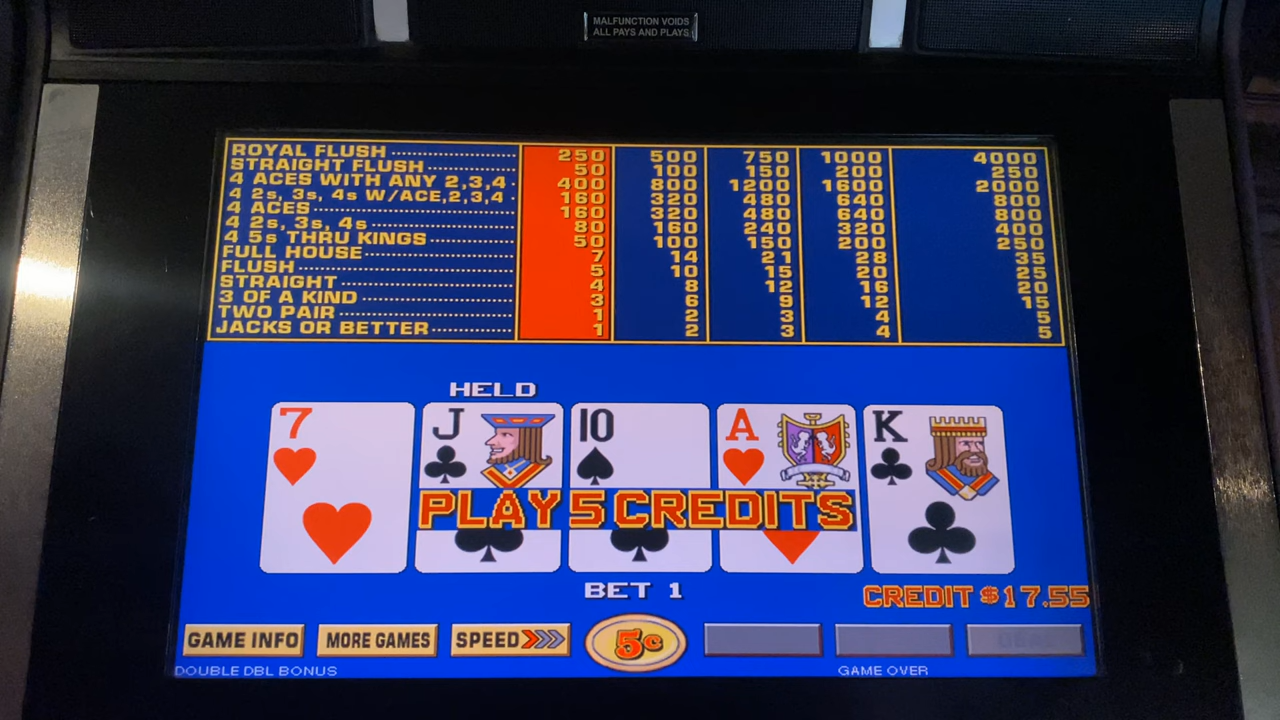 MALFUNCTION VOIDS
ALL PAYS AND PLAYS
ROYAL FLUSH 250 500 750 1000 4000
STRAIGHT FLUSH 50 100 150 200 250
4 ACES WITH ANY 2,3,4 400 800 1200 1600 2000
4 2s, 3s, 4s W/ACE,2,3,4 160 320 480 640 800
4 ACES 160 320 480 640 800
4 2s, 3s, 4s 80 160 240 320 400
4 5s THRU KINGS 50 100 150 200 250
FULL HOUSE 7 14 21 28 35
FLUSH 5 10 15 20 25
STRAIGHT 4 8 12 16 20
3 OF A KIND 3 6 9 12 15
TWO PAIR 1 2 3 4 5
JACKS OR BETTER 1 2 3 4 5
HELD
7 J 10 A K
PLAY 5 CREDITS
BET 1
CREDIT $17.55
GAME INFO MORE GAMES SPEED 5¢
DOUBLE DBL BONUS GAME OVER